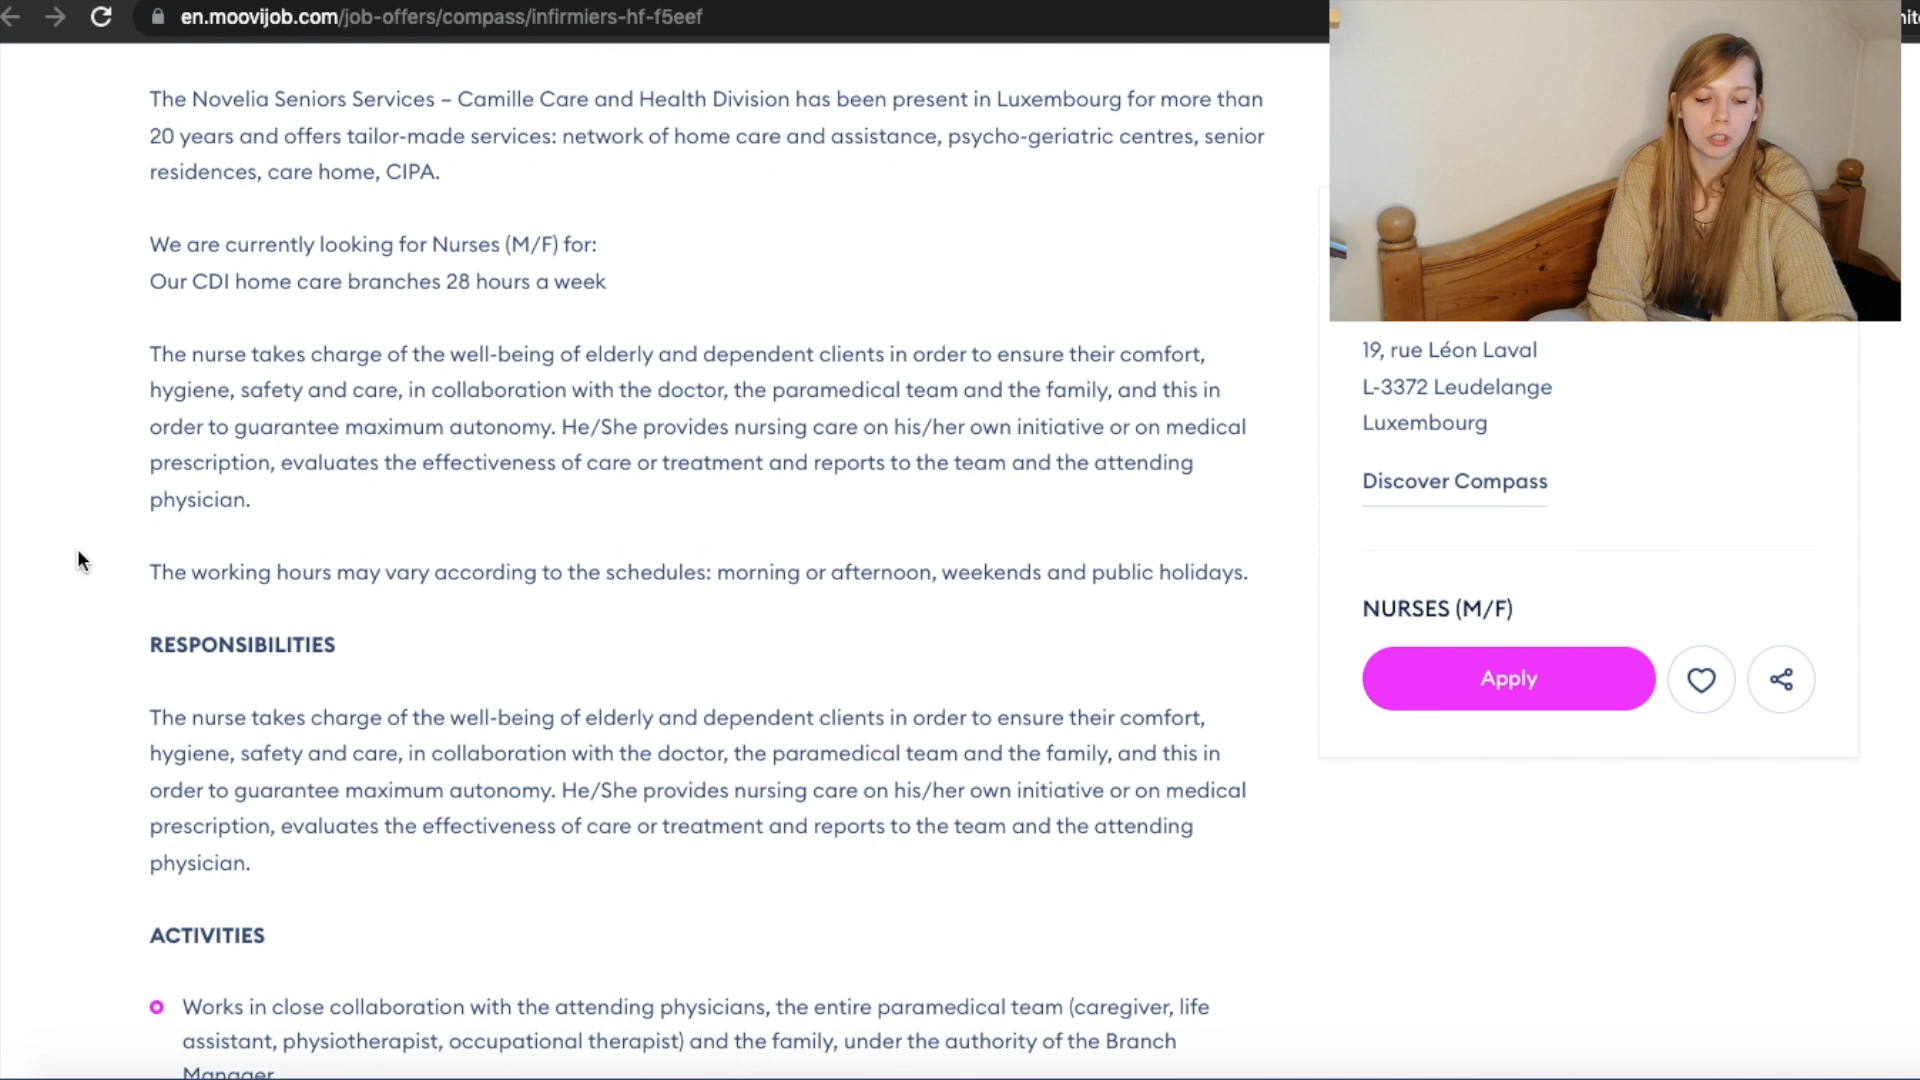 en.moovijob.com/job-offers/compass/infirmiers-hf-f5eef
The Novelia Seniors Services – Camille Care and Health Division has been present in Luxembourg for more than
20 years and offers tailor-made services: network of home care and assistance, psycho-geriatric centres, senior
residences, care home, CIPA.
We are currently looking for Nurses (M/F) for:
Our CDI home care branches 28 hours a week
The nurse takes charge of the well-being of elderly and dependent clients in order to ensure their comfort,
hygiene, safety and care, in collaboration with the doctor, the paramedical team and the family, and this in
order to guarantee maximum autonomy. He/She provides nursing care on his/her own initiative or on medical
prescription, evaluates the effectiveness of care or treatment and reports to the team and the attending
physician.
The working hours may vary according to the schedules: morning or afternoon, weekends and public holidays.
RESPONSIBILITIES
The nurse takes charge of the well-being of elderly and dependent clients in order to ensure their comfort,
hygiene, safety and care, in collaboration with the doctor, the paramedical team and the family, and this in
order to guarantee maximum autonomy. He/She provides nursing care on his/her own initiative or on medical
prescription, evaluates the effectiveness of care or treatment and reports to the team and the attending
physician.
ACTIVITIES
Works in close collaboration with the attending physicians, the entire paramedical team (caregiver, life
assistant, physiotherapist, occupational therapist) and the family, under the authority of the Branch
Manager
19, rue Léon Laval
L-3372 Leudelange
Luxembourg
Discover Compass
NURSES (M/F)
Apply